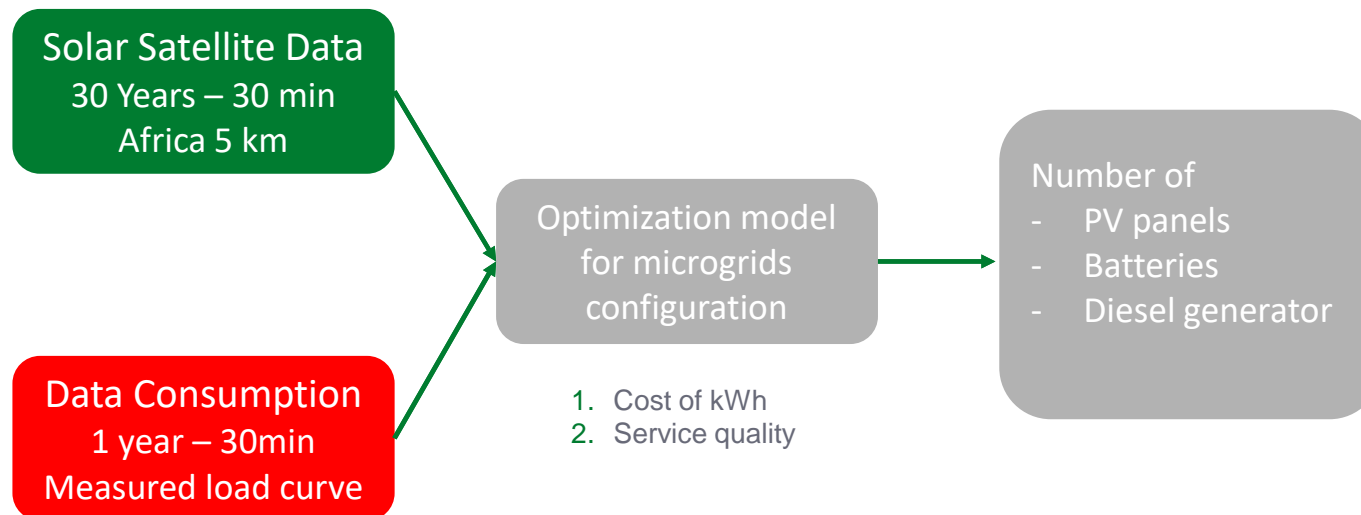 Solar Satellite Data
30 Years – 30 min
Africa 5 km
Data Consumption
1 year – 30min
Measured load curve
Optimization model
for microgrids
configuration
1. Cost of kWh
2. Service quality
Number of
- PV panels
- Batteries
- Diesel generator